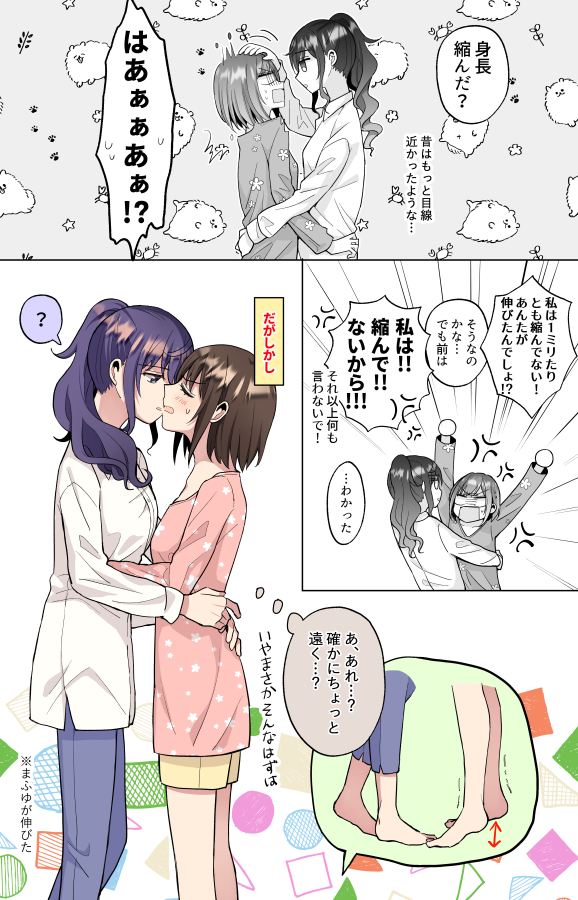 身長
縮んだ？
昔はもっと目線
近かったような…
はあぁぁあぁ!?
私は１ミリたり
とも縮んでない！
あんたが
伸びたんでしょ!?
そうなの
かな…
でも前は
私は!!
縮んで!!
ないから!!!
それ以上何も
言わないで！
…わかった
だがしかし
？
あ、あれ…？
確かにちょっと
遠く…？
いやまさかそんなはずは
※まふゆが伸びた